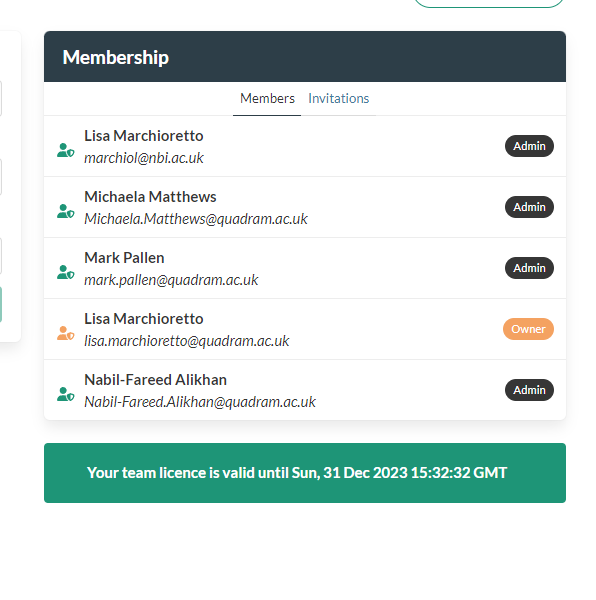 Membership
Members Invitations
Lisa Marchioretto
marchiol@nbi.ac.uk
Admin
Michaela Matthews
Michaela.Matthews@quadram.ac.uk
Admin
Mark Pallen
mark.pallen@quadram.ac.uk
Admin
Lisa Marchioretto
lisa.marchioretto@quadram.ac.uk
Owner
Nabil-Fareed Alikhan
Nabil-Fareed.Alikhan@quadram.ac.uk
Admin
Your team licence is valid until Sun, 31 Dec 2023 15:32:32 GMT